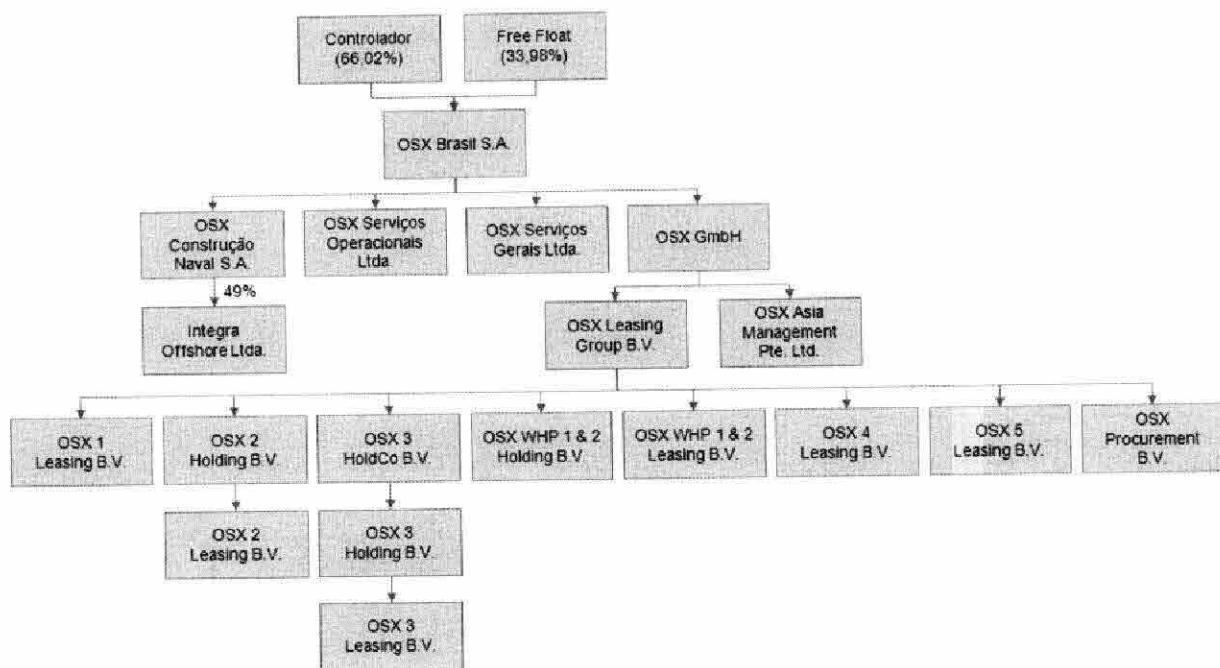 Controlador
(66,02%)
Free Float
(33,98%)
OSX Brasil S.A.
OSX
Construção
Naval S.A.
OSX Serviços
Operacionais
Ltda
OSX Serviços
Gerais Ltda.
OSX GmbH
49%
Integra
Offshore Ltda.
OSX Leasing
Group B.V.
OSX Asia
Management
Pte. Ltd.
OSX 1
Leasing B.V.
OSX 2
Holding B.V.
OSX 3
HoldCo B.V.
OSX WHP 1 & 2
Holding B.V
OSX WHP 1 & 2
Leasing B.V.
OSX 4
Leasing B.V.
OSX 5
Leasing B.V.
OSX
Procurement
B.V.
OSX 2
Leasing B.V.
OSX 3
Holding B.V.
OSX 3
Leasing B.V.